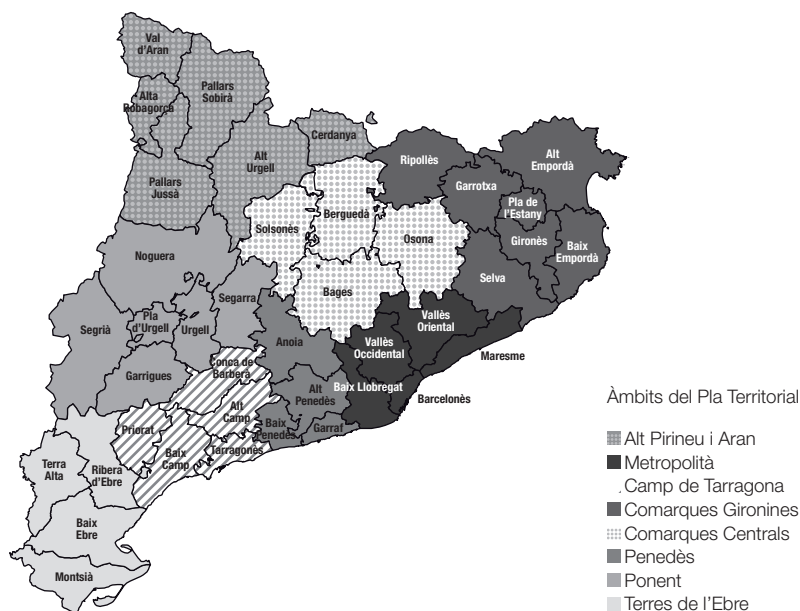 Val
d'Aran
Pallars
Sobirà
Alta
Ribagorça
Cerdanya
Alt
Urgell
Pallars
Jussà
Ripollès
Alt
Empordà
Garrotxa
Pla de
l'Estany
Berguedà
Solsonès
Osona
Gironès
Baix
Empordà
Noguera
Selva
Bages
Segarra
Segrià
Pla
d'Urgell
Urgell
Anoia
Vallès
Oriental
Vallès
Occidental
Maresme
Conca de
Barberà
Garrigues
Baix Llobregat
Barcelonès
Alt
Penedès
Alt
Camp
Priorat
Baix
Penedès
Garraf
Baix
Camp
Tarragonès
Terra
Alta
Ribera
d'Ebre
Baix
Ebre
Montsià
Àmbits del Pla Territorial
Alt Pirineu i Aran
Metropolità
Camp de Tarragona
Comarques Gironines
Comarques Centrals
Penedès
Ponent
Terres de l'Ebre